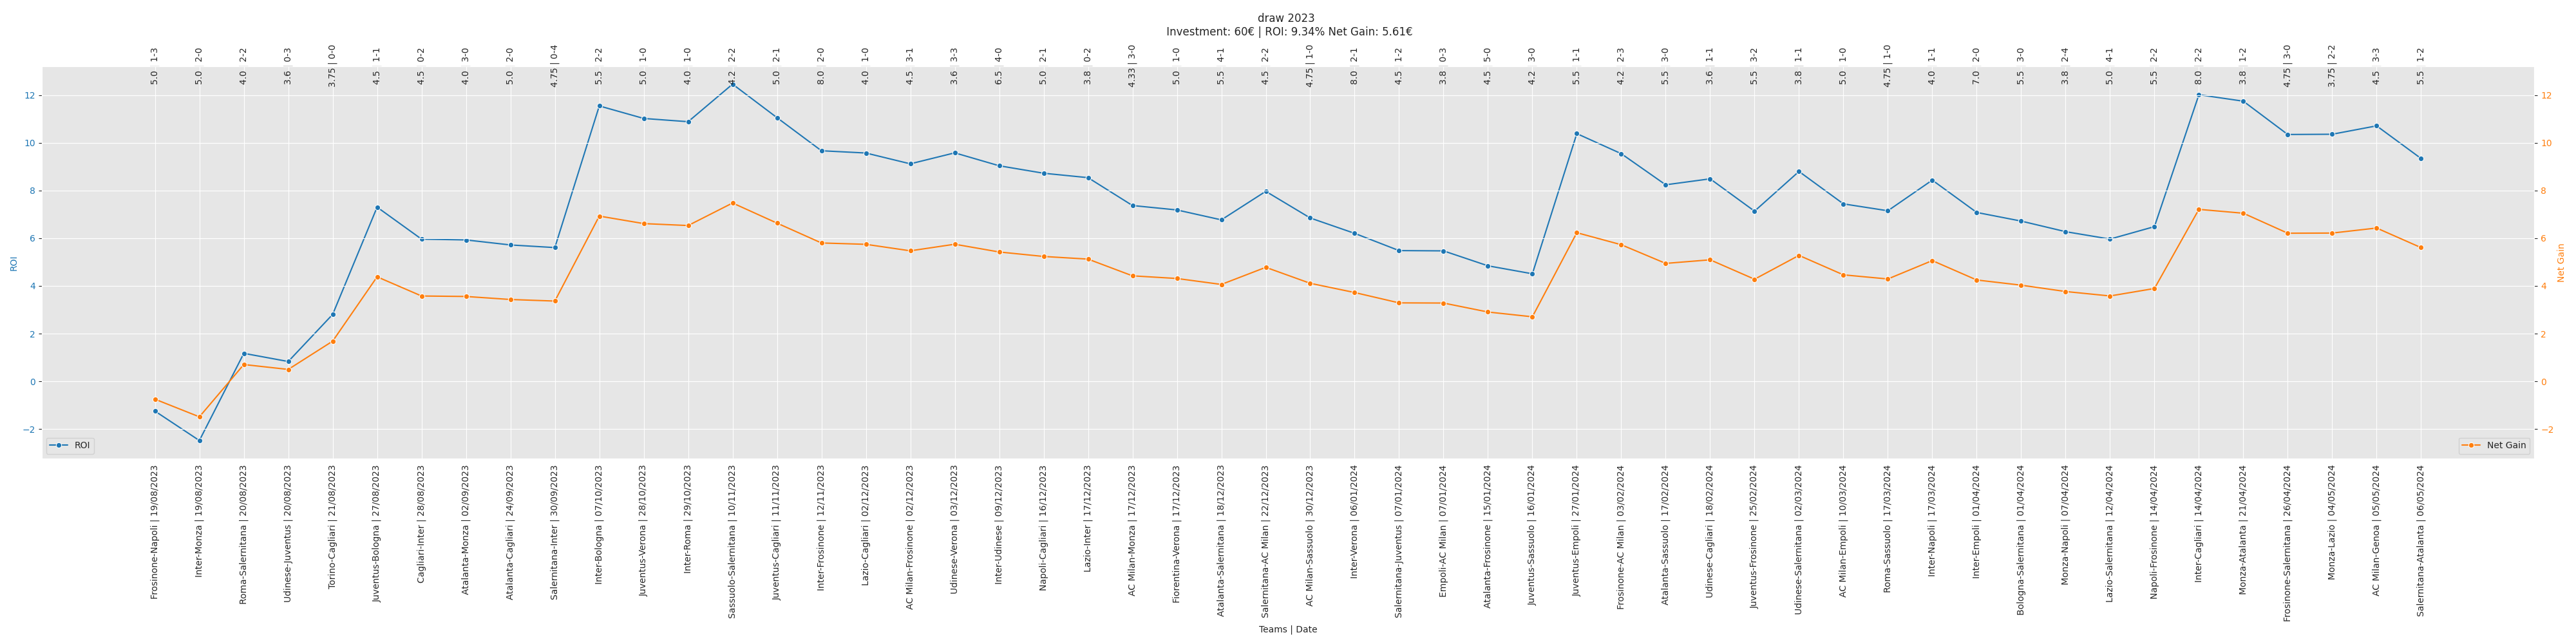 draw 2023
Investment: 60€ | ROI: 9.34% Net Gain: 5.61€
5.0 | 1-3
5.0 | 2-0
4.0 | 2-2
3.6 | 0-3
3.75 | 0-0
4.5 | 1-1
4.5 | 0-2
4.0 | 3-0
5.0 | 2-0
4.75 | 0-4
5.5 | 2-2
5.0 | 1-0
4.0 | 1-0
4.2 | 2-2
5.0 | 2-1
8.0 | 2-0
4.0 | 1-0
4.5 | 3-1
3.6 | 3-3
6.5 | 4-0
5.0 | 2-1
3.8 | 0-2
4.33 | 3-0
5.0 | 1-0
5.5 | 4-1
4.5 | 2-2
4.75 | 1-0
8.0 | 2-1
4.5 | 1-2
3.8 | 0-3
4.5 | 5-0
4.2 | 3-0
5.5 | 1-1
4.2 | 2-3
5.5 | 3-0
3.6 | 1-1
5.5 | 3-2
3.8 | 1-1
5.0 | 1-0
4.75 | 1-0
4.0 | 1-1
7.0 | 2-0
5.5 | 3-0
3.8 | 2-4
5.0 | 4-1
5.5 | 2-2
8.0 | 2-2
3.8 | 1-2
4.75 | 3-0
3.75 | 2-2
4.5 | 3-3
5.5 | 1-2
12
10
8
6
4
2
0
−2
ROI
12
10
8
6
4
2
0
−2
Net Gain
ROI
Net Gain
Frosinone-Napoli | 19/08/2023
Inter-Monza | 19/08/2023
Roma-Salernitana | 20/08/2023
Udinese-Juventus | 20/08/2023
Torino-Cagliari | 21/08/2023
Juventus-Bologna | 27/08/2023
Cagliari-Inter | 28/08/2023
Atalanta-Monza | 02/09/2023
Atalanta-Cagliari | 24/09/2023
Salernitana-Inter | 30/09/2023
Inter-Bologna | 07/10/2023
Juventus-Verona | 28/10/2023
Inter-Roma | 29/10/2023
Sassuolo-Salernitana | 10/11/2023
Juventus-Cagliari | 11/11/2023
Inter-Frosinone | 12/11/2023
Lazio-Cagliari | 02/12/2023
AC Milan-Frosinone | 02/12/2023
Udinese-Verona | 03/12/2023
Inter-Udinese | 09/12/2023
Napoli-Cagliari | 16/12/2023
Lazio-Inter | 17/12/2023
AC Milan-Monza | 17/12/2023
Fiorentina-Verona | 17/12/2023
Atalanta-Salernitana | 18/12/2023
Salernitana-AC Milan | 22/12/2023
AC Milan-Sassuolo | 30/12/2023
Inter-Verona | 06/01/2024
Salernitana-Juventus | 07/01/2024
Empoli-AC Milan | 07/01/2024
Atalanta-Frosinone | 15/01/2024
Juventus-Sassuolo | 16/01/2024
Juventus-Empoli | 27/01/2024
Frosinone-AC Milan | 03/02/2024
Atalanta-Sassuolo | 17/02/2024
Udinese-Cagliari | 18/02/2024
Juventus-Frosinone | 25/02/2024
Udinese-Salernitana | 02/03/2024
AC Milan-Empoli | 10/03/2024
Roma-Sassuolo | 17/03/2024
Inter-Napoli | 17/03/2024
Inter-Empoli | 01/04/2024
Bologna-Salernitana | 01/04/2024
Monza-Napoli | 07/04/2024
Lazio-Salernitana | 12/04/2024
Napoli-Frosinone | 14/04/2024
Inter-Cagliari | 14/04/2024
Monza-Atalanta | 21/04/2024
Frosinone-Salernitana | 26/04/2024
Monza-Lazio | 04/05/2024
AC Milan-Genoa | 05/05/2024
Salernitana-Atalanta | 06/05/2024
Teams | Date